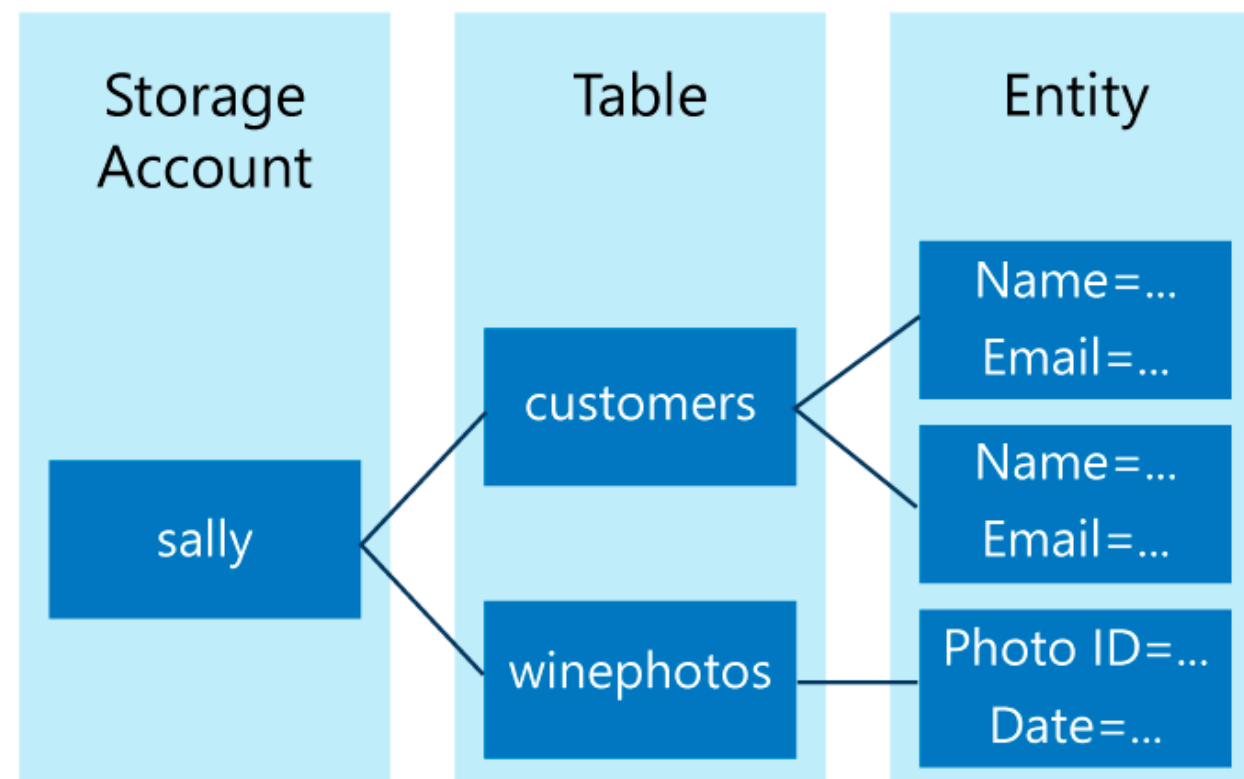 Storage
Account
Table
Entity
sally
customers
winephotos
Name=...
Email=...
Name=...
Email=...
Photo ID=...
Date=...